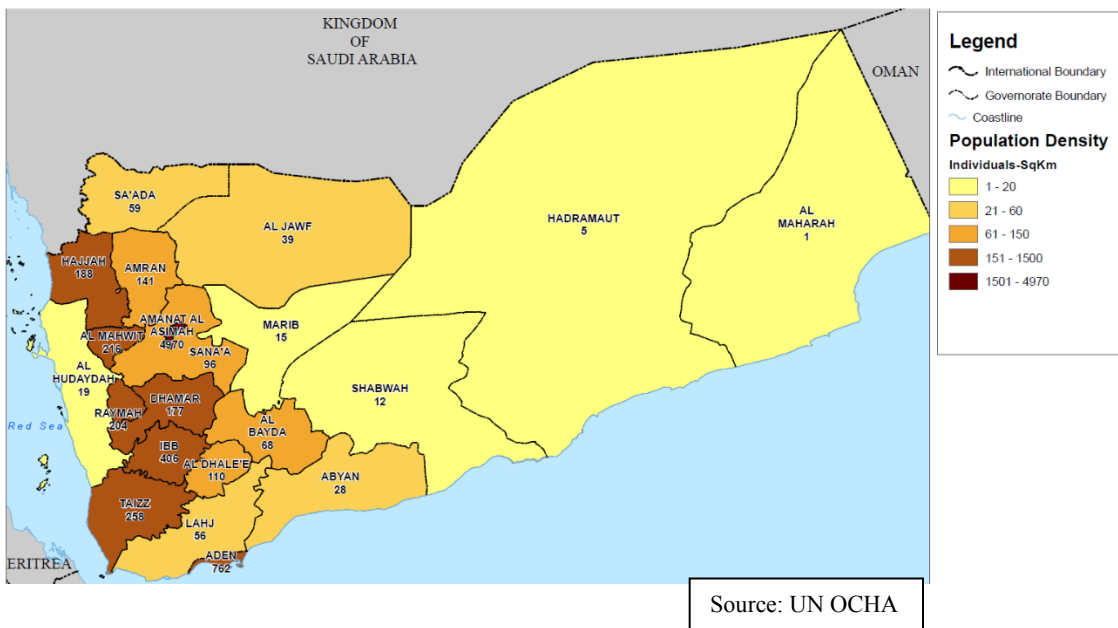 KINGDOM
OF
SAUDI ARABIA
OMAN
SA'ADA
59
AL JAWF
39
HADRAMAUT
5
AL
MAHARAH
1
HAJJAH
188
AMRAN
141
AMANAT AL
ASIMAH
4970
MARIB
15
AL MAHWIT
216
SANA'A
96
AL
HUDAYDAH
19
SHABWAH
12
RAYMAH
204
DHAMAR
177
AL
BAYDA
68
Red Sea
IBB
406
AL DHALE'E
110
ABYAN
28
TAIZZ
258
LAHJ
56
ADEN
762
ERITREA
Legend
International Boundary
Governorate Boundary
Coastline
Population Density
Individuals-SqKm
1 - 20
21 - 60
61 - 150
151 - 1500
1501 - 4970
Source: UN OCHA